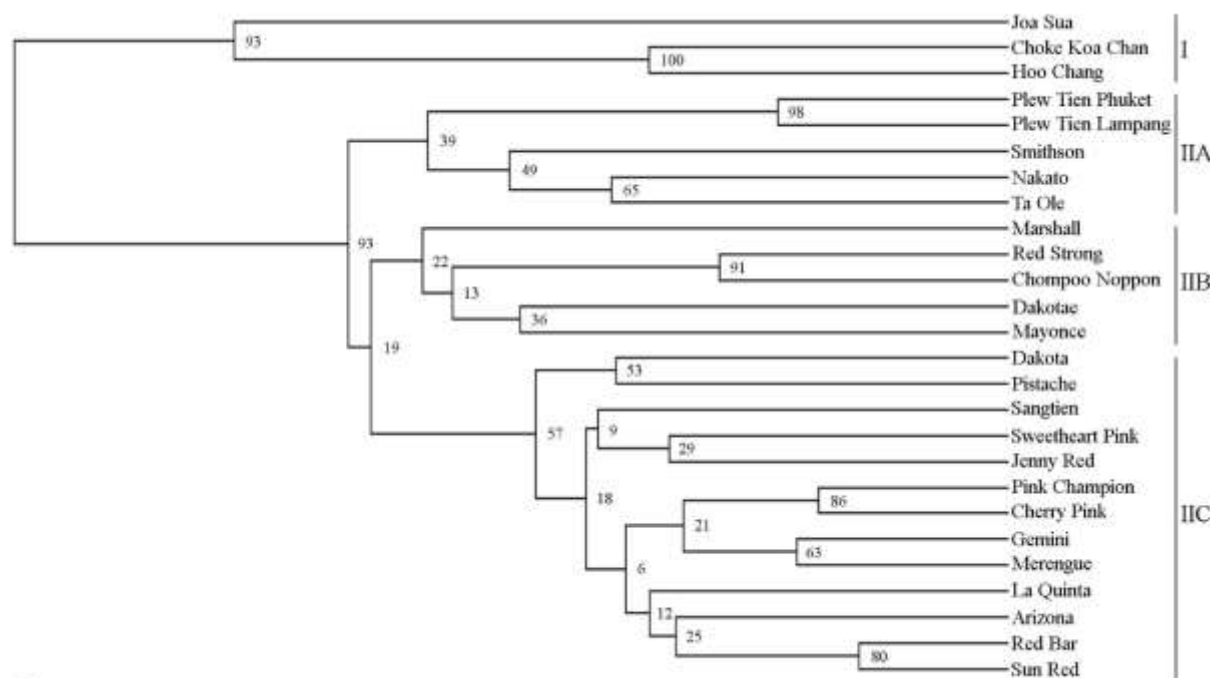 Joa Sua
93
Choke Koa Chan
I
100
Hoo Chang
Plew Tien Phuket
98
Plew Tien Lampang
39
Smithson
IIA
49
Nakato
65
Ta Ole
Marshall
93
Red Strong
22
91
Chompoo Noppon
IIB
13
Dakotae
36
Mayonce
19
Dakota
53
Pistache
Sangtien
57
9
Sweetheart Pink
29
Jenny Red
Pink Champion
18
86
Cherry Pink
IIC
21
Gemini
63
Merengue
6
La Quinta
12
Arizona
25
Red Bar
80
Sun Red